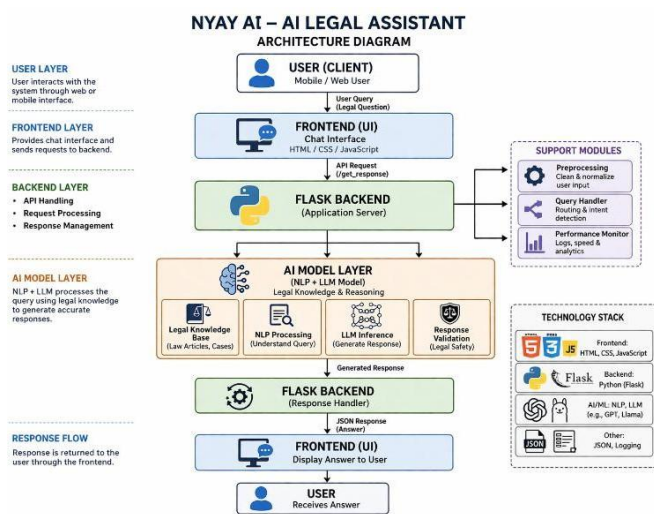 NYAY AI – AI LEGAL ASSISTANT
ARCHITECTURE DIAGRAM
USER LAYER
User interacts with the
system through web or
mobile interface.
FRONTEND LAYER
Provides chat interface and
sends requests to backend.
BACKEND LAYER
• API Handling
• Request Processing
• Response Management
AI MODEL LAYER
NLP + LLM processes the
query using legal knowledge
to generate accurate
responses.
RESPONSE FLOW
Response is returned to the
user through the frontend.
USER (CLIENT)
Mobile / Web User
User Query
(Legal Question)
FRONTEND (UI)
Chat Interface
HTML / CSS / JavaScript
API Request
(/get_response)
FLASK BACKEND
(Application Server)
AI MODEL LAYER
(NLP + LLM Model)
Legal Knowledge & Reasoning
Legal Knowledge
Base
(Law Articles, Cases)
NLP Processing
(Understand Query)
LLM Inference
(Generate Response)
Response
Validation
(Legal Safety)
Generated Response
FLASK BACKEND
(Response Handler)
JSON Response
(Answer)
FRONTEND (UI)
Display Answer to User
USER
Receives Answer
SUPPORT MODULES
Preprocessing
Clean & normalize
user input
Query Handler
Routing & intent
detection
Performance Monitor
Logs, speed &
analytics
TECHNOLOGY STACK
HTML
5
CSS
3
JS
Frontend:
HTML, CSS, JavaScript
Flask
Backend:
Python (Flask)
AI/ML: NLP, LLM
(e.g., GPT, Llama)
JSON
Other:
JSON, Logging